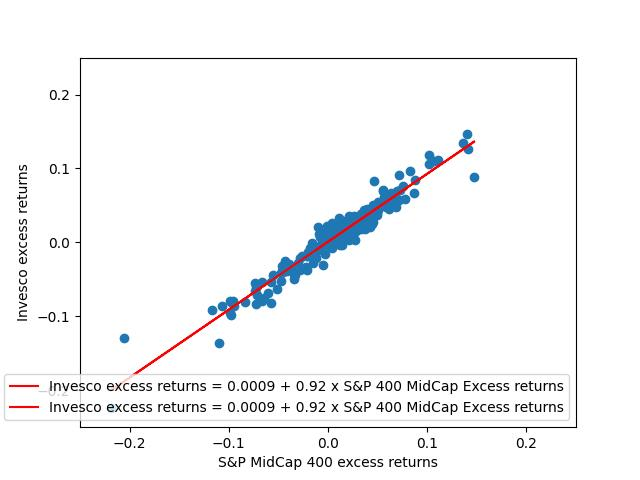 0.2
0.1
0.0
−0.1
−0.2
Invesco excess returns
Invesco excess returns = 0.0009 + 0.92 x S&P 400 MidCap Excess returns
Invesco excess returns = 0.0009 + 0.92 x S&P 400 MidCap Excess returns
−0.2 −0.1 0.0 0.1 0.2
S&P MidCap 400 excess returns